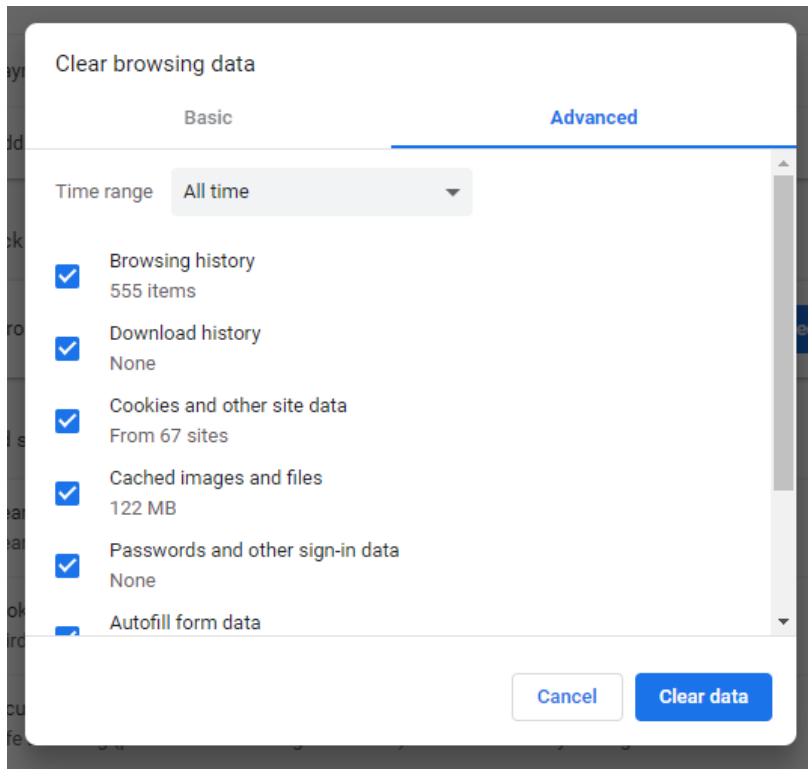 Clear browsing data
Basic Advanced
Time range All time
Browsing history
555 items
Download history
None
Cookies and other site data
From 67 sites
Cached images and files
122 MB
Passwords and other sign-in data
None
Autofill form data
Cancel Clear data